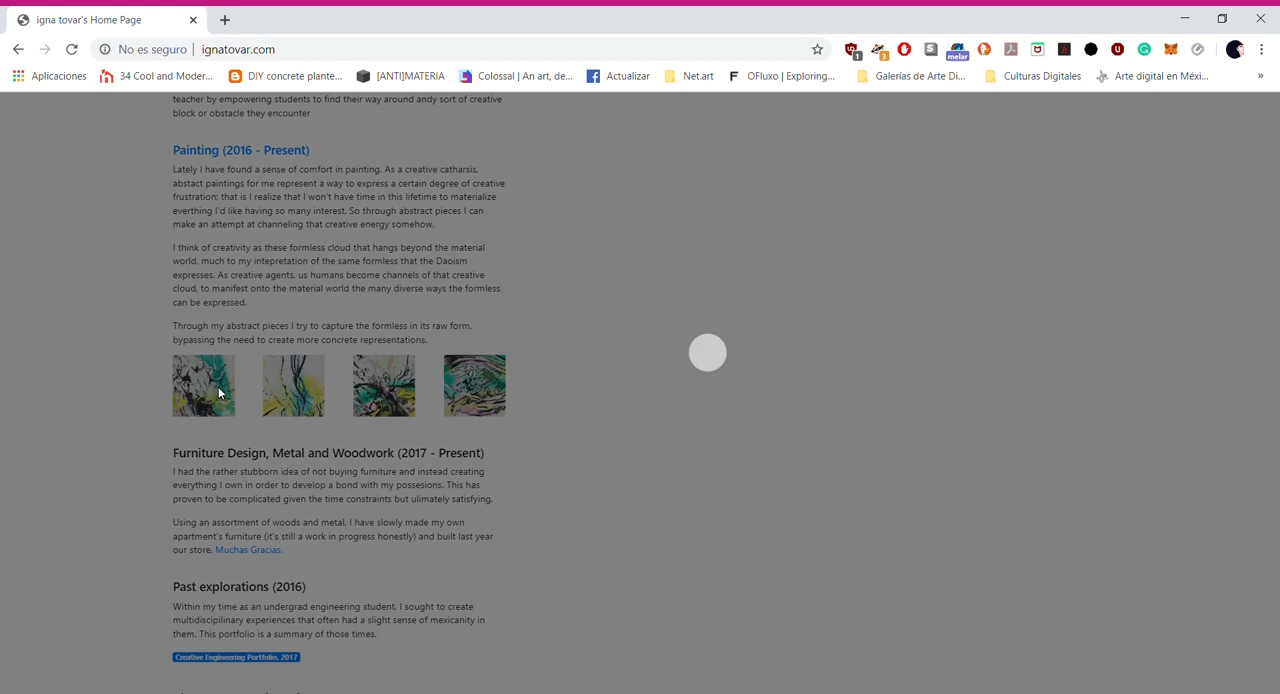 igna tovar's Home Page
No es seguro | ignatovar.com
1
3
melar
Aplicaciones
34 Cool and Moder...
DIY concrete plante...
[ANTI]MATERIA
Colossal | An art, de...
Actualizar
Net.art
OFluxo | Exploring...
Galerías de Arte Di...
Culturas Digitales
Arte digital en Méxi...
»
teacher by empowering students to find their way around andy sort of creative
block or obstacle they encounter
Painting (2016 - Present)
Lately I have found a sense of comfort in painting. As a creative catharsis,
abstact paintings for me represent a way to express a certain degree of creative
frustration; that is I realize that I won't have time in this lifetime to materialize
everthing I'd like having so many interest. So through abstract pieces I can
make an attempt at channeling that creative energy somehow.
I think of creativity as these formless cloud that hangs beyond the material
world, much to my intepretation of the same formless that the Daoism
expresses. As creative agents, us humans become channels of that creative
cloud, to manifest onto the material world the many diverse ways the formless
can be expressed.
Through my abstract pieces I try to capture the formless in its raw form,
bypassing the need to create more concrete representations.
Furniture Design, Metal and Woodwork (2017 - Present)
I had the rather stubborn idea of not buying furniture and instead creating
everything I own in order to develop a bond with my possesions. This has
proven to be complicated given the time constraints but ulimately satisfying.
Using an assortment of woods and metal, I have slowly made my own
apartment's furniture (it's still a work in progress honestly) and built last year
our store, Muchas Gracias.
Past explorations (2016)
Within my time as an undergrad engineering student, I sought to create
multidiscipilinary experiences that often had a slight sense of mexicanity in
them. This portfolio is a summary of those times.
Creative Engineering Portfolio, 2017